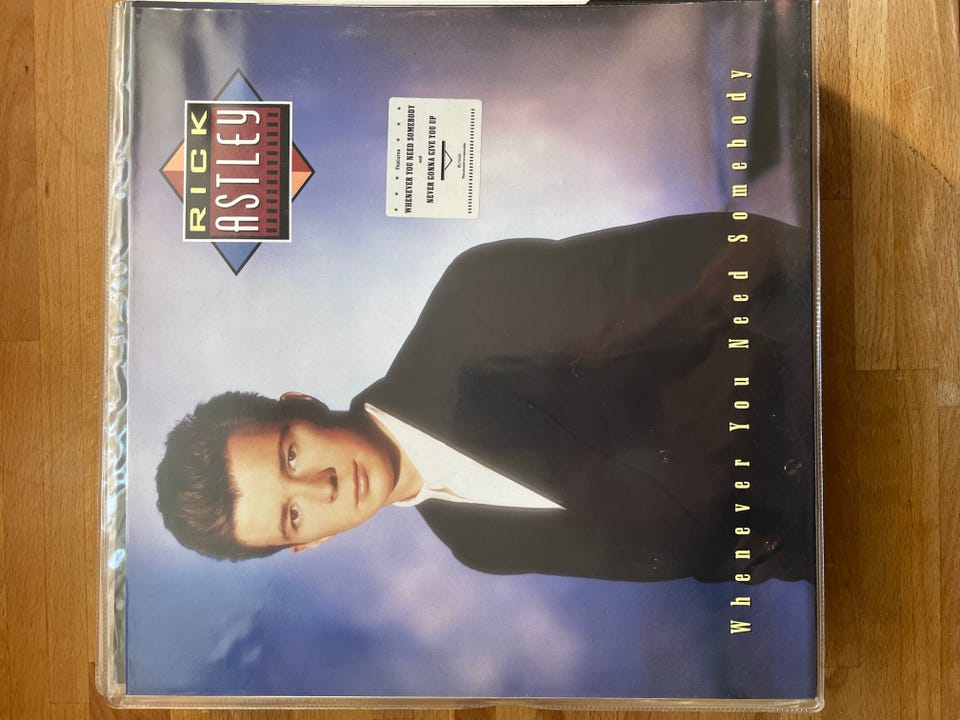 RICK
ASTLEY
Features
WHENEVER YOU NEED SOMEBODY
and
NEVER GONNA GIVE YOU UP
Whenever You Need Somebody